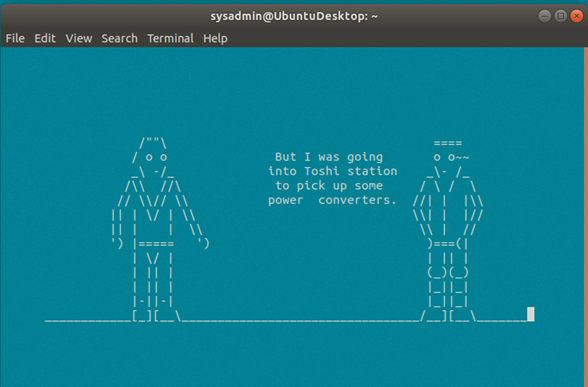 sysadmin@UbuntuDesktop: ~
File Edit View Search Terminal Help
But I was going
into Toshi station
to pick up some
power  converters.